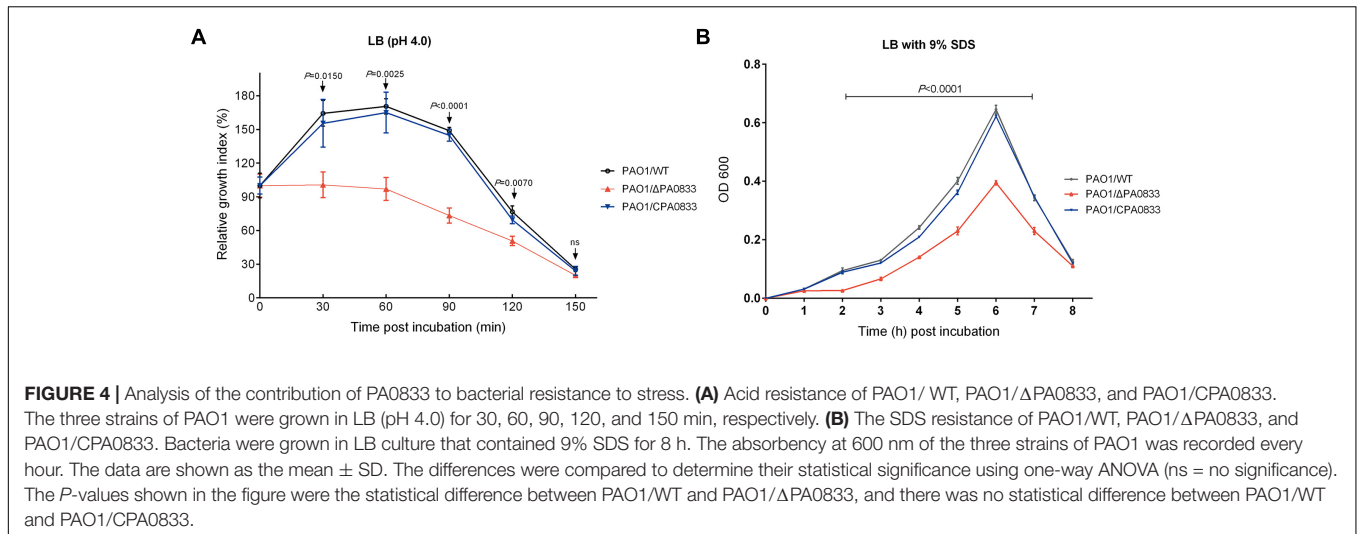 A
LB (pH 4.0)
Relative growth index (%)
180
150
120
90
60
30
0
P=0.0150
P=0.0025
P<0.0001
P=0.0070
ns
PAO1/WT
PAO1/ΔPA0833
PAO1/CPA0833
0 30 60 90 120 150
Time post incubation (min)
B
LB with 9% SDS
OD 600
0.8
0.6
0.4
0.2
0.0
P<0.0001
PAO1/WT
PAO1/ΔPA0833
PAO1/CPA0833
0 1 2 3 4 5 6 7 8
Time (h) post incubation
FIGURE 4 | Analysis of the contribution of PA0833 to bacterial resistance to stress. (A) Acid resistance of PAO1/ WT, PAO1/ΔPA0833, and PAO1/CPA0833.
The three strains of PAO1 were grown in LB (pH 4.0) for 30, 60, 90, 120, and 150 min, respectively. (B) The SDS resistance of PAO1/WT, PAO1/ΔPA0833, and
PAO1/CPA0833. Bacteria were grown in LB culture that contained 9% SDS for 8 h. The absorbency at 600 nm of the three strains of PAO1 was recorded every
hour. The data are shown as the mean ± SD. The differences were compared to determine their statistical significance using one-way ANOVA (ns = no significance).
The P-values shown in the figure were the statistical difference between PAO1/WT and PAO1/ΔPA0833, and there was no statistical difference between PAO1/WT
and PAO1/CPA0833.